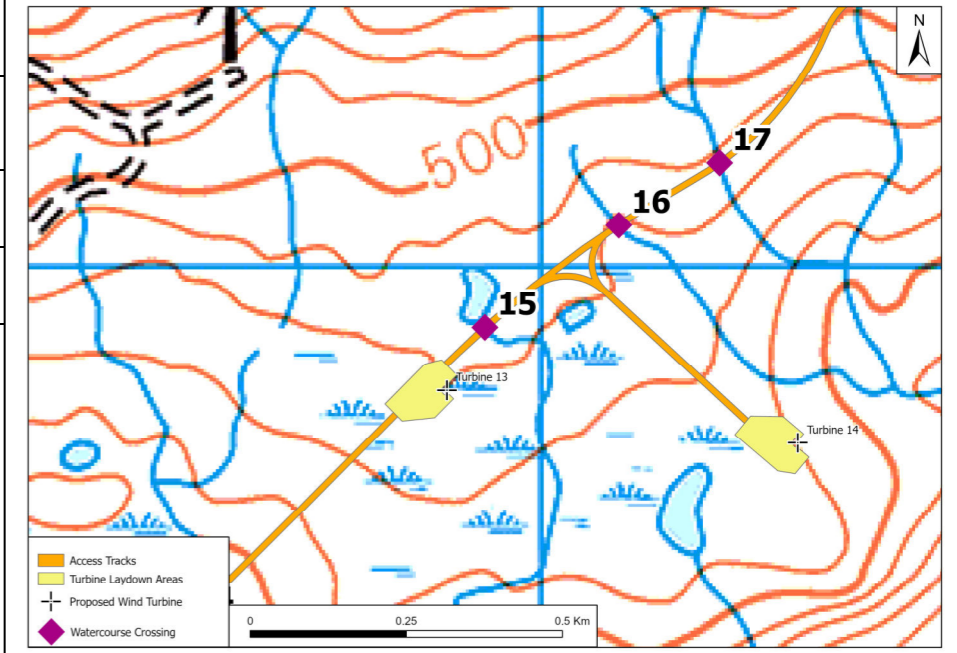 N
17
500
16
15
Turbine 13
Turbine 14
Access Tracks
Turbine Laydown Areas
Proposed Wind Turbine
Watercourse Crossing
0 0.25 0.5 Km